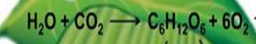 H₂O + CO₂ ⟶ C₆H₁₂O₆ + 6O₂